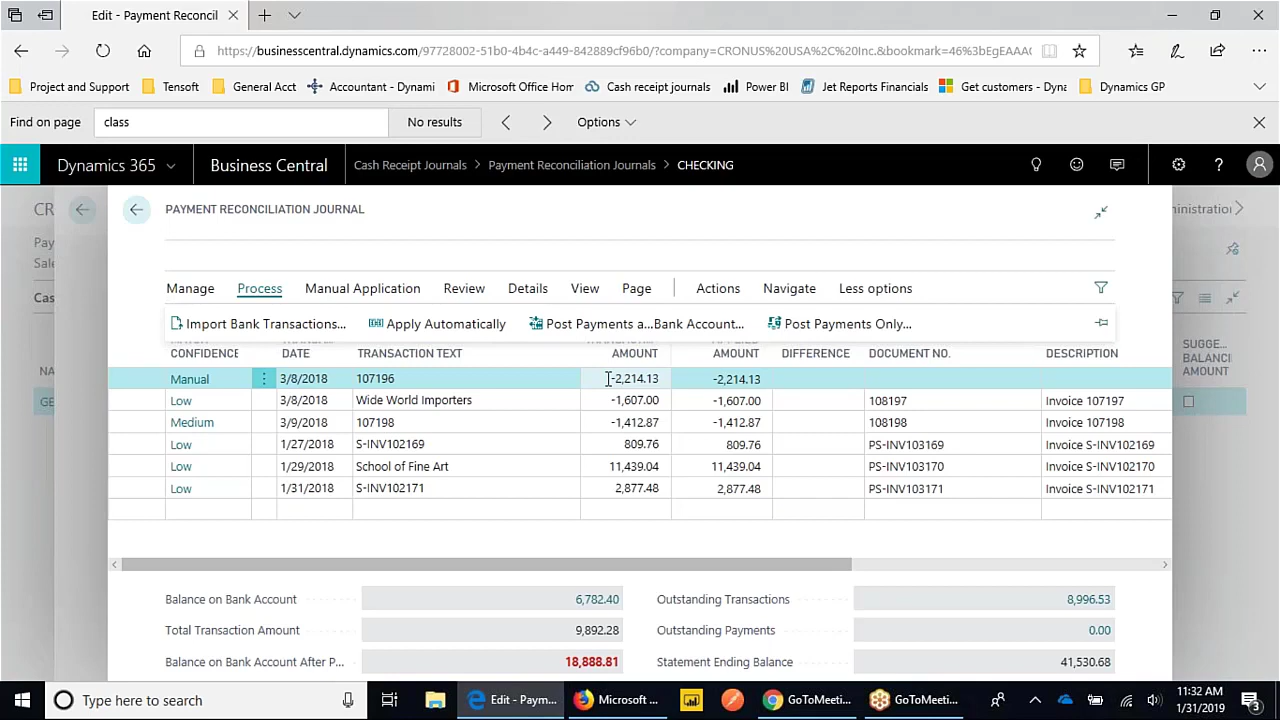 Edit - Payment Reconcil
https://businesscentral.dynamics.com/97728002-51b0-4b4c-a449-842889cf96b0/?company=CRONUS%20USA%2C%20Inc.&bookmark=46%3bEgEAAAC
Project and Support Tensoft General Acct Accountant - Dynami Microsoft Office Hom Cash receipt journals Power BI Jet Reports Financials Get customers - Dyna Dynamics GP
Find on page class No results Options
Dynamics 365 Business Central Cash Receipt Journals > Payment Reconciliation Journals > CHECKING ?
CR PAYMENT RECONCILIATION JOURNAL ninistration
Pay
Sale
Manage Process Manual Application Review Details View Page Actions Navigate Less options
Cas
Import Bank Transactions... Apply Automatically Post Payments a...Bank Account... Post Payments Only...
CONFIDENCE DATE TRANSACTION TEXT AMOUNT AMOUNT DIFFERENCE DOCUMENT NO. DESCRIPTION
SUGGE...
BALANCI
AMOUNT
NA
Manual 3/8/2018 107196 -2,214.13 -2,214.13
GE Low 3/8/2018 Wide World Importers -1,607.00 -1,607.00 108197 Invoice 107197
Medium 3/9/2018 107198 -1,412.87 -1,412.87 108198 Invoice 107198
Low 1/27/2018 S-INV102169 809.76 809.76 PS-INV103169 Invoice S-INV102169
Low 1/29/2018 School of Fine Art 11,439.04 11,439.04 PS-INV103170 Invoice S-INV102170
Low 1/31/2018 S-INV102171 2,877.48 2,877.48 PS-INV103171 Invoice S-INV102171
Balance on Bank Account 6,782.40 Outstanding Transactions 8,996.53
Total Transaction Amount 9,892.28 Outstanding Payments 0.00
Balance on Bank Account After P... 18,888.81 Statement Ending Balance 41,530.68
Type here to search Edit - Paym... Microsoft ... GoToMeeti... GoToMeeti... 11:32 AM
1/31/2019 3